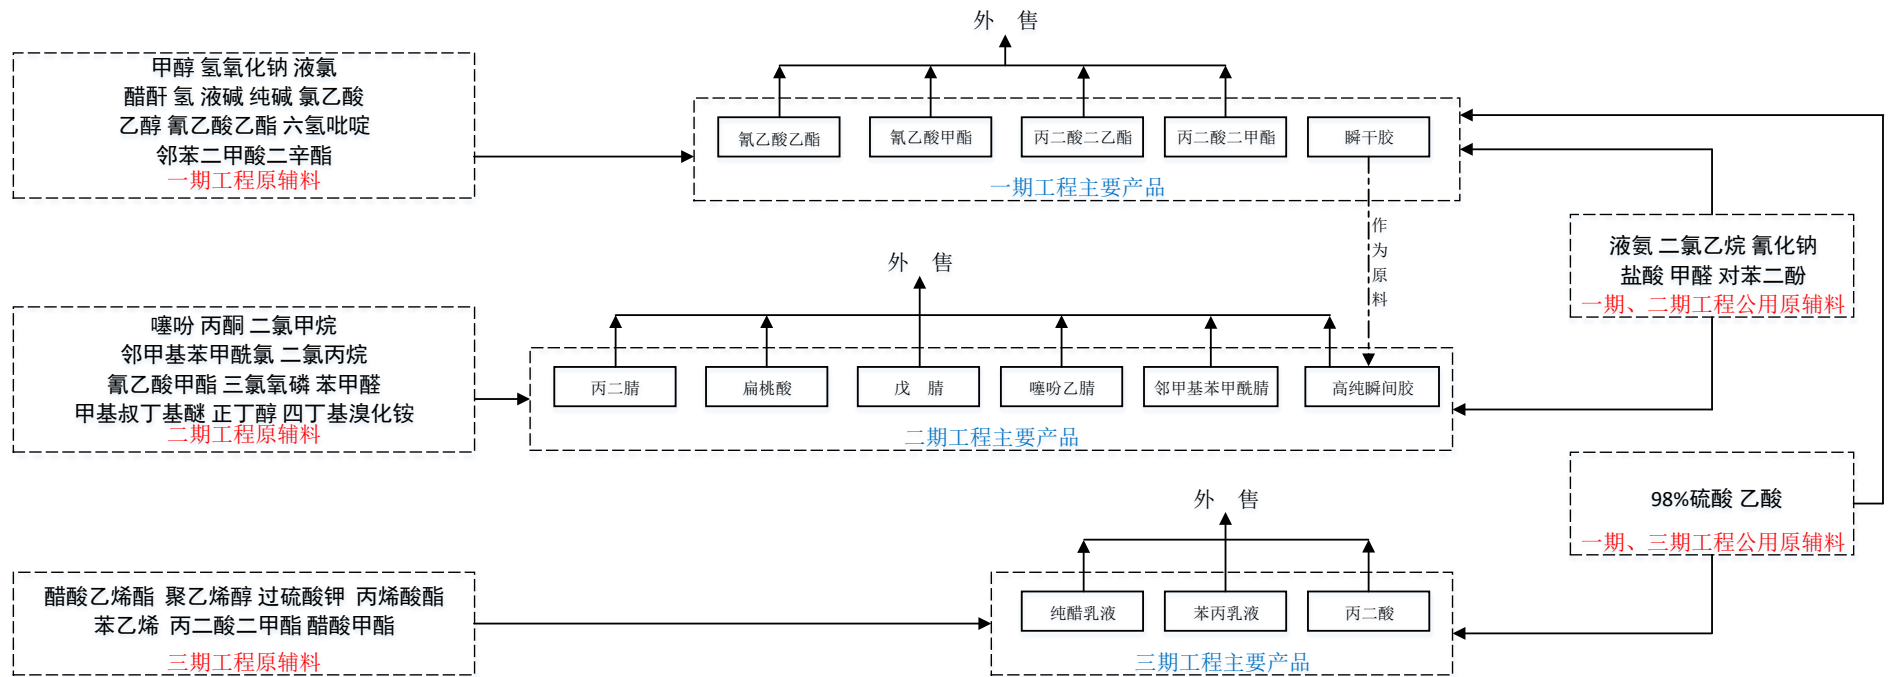 外 售
甲醇 氢氧化钠 液氯
醋酐 氢 液碱 纯碱 氯乙酸
乙醇 氰乙酸乙酯 六氢吡啶
邻苯二甲酸二辛酯
一期工程原辅料
氰乙酸乙酯
氰乙酸甲酯
丙二酸二乙酯
丙二酸二甲酯
瞬干胶
一期工程主要产品
作为原料
液氨 二氯乙烷 氰化钠
盐酸 甲醛 对苯二酚
一期、二期工程公用原辅料
外 售
噻吩 丙酮 二氯甲烷
邻甲基苯甲酰氯 二氯丙烷
氰乙酸甲酯 三氯氧磷 苯甲醛
甲基叔丁基醚 正丁醇 四丁基溴化铵
二期工程原辅料
丙二腈
扁桃酸
戊 腈
噻吩乙腈
邻甲基苯甲酰腈
高纯瞬间胶
二期工程主要产品
98%硫酸 乙酸
一期、三期工程公用原辅料
外 售
醋酸乙烯酯 聚乙烯醇 过硫酸钾 丙烯酸酯
苯乙烯 丙二酸二甲酯 醋酸甲酯
三期工程原辅料
纯醋乳液
苯丙乳液
丙二酸
三期工程主要产品